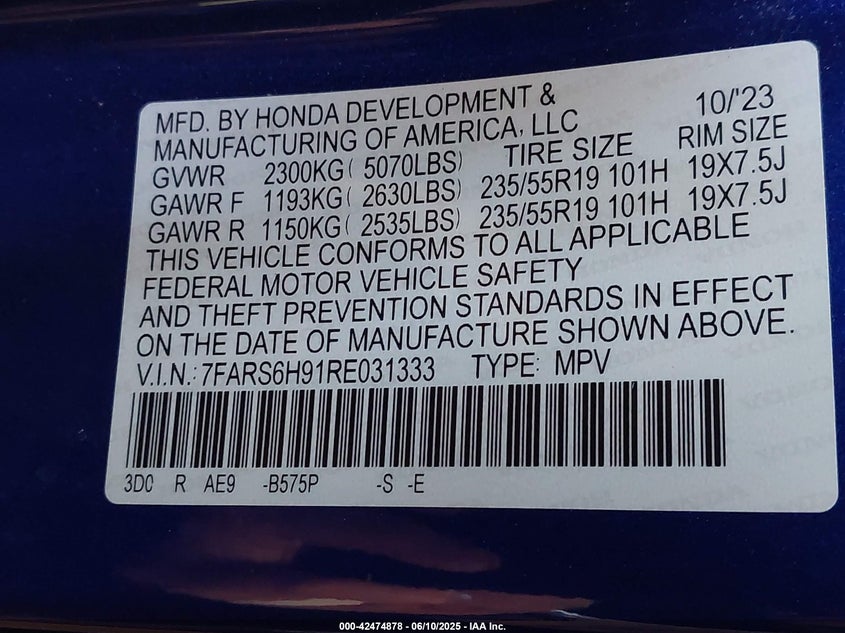 MFD. BY HONDA DEVELOPMENT & 10/'23
MANUFACTURING OF AMERICA, LLC
TIRE SIZE RIM SIZE
GVWR 2300KG( 5070LBS)
GAWR F 1193KG( 2630LBS) 235/55R19 101H 19X7.5J
GAWR R 1150KG( 2535LBS) 235/55R19 101H 19X7.5J
THIS VEHICLE CONFORMS TO ALL APPLICABLE
FEDERAL MOTOR VEHICLE SAFETY
AND THEFT PREVENTION STANDARDS IN EFFECT
ON THE DATE OF MANUFACTURE SHOWN ABOVE.
V.I.N.: 7FARS6H91RE031333 TYPE: MPV
3D0 R AE9 -B575P -S -E
000-42474878 - 06/10/2025 - IAA Inc.